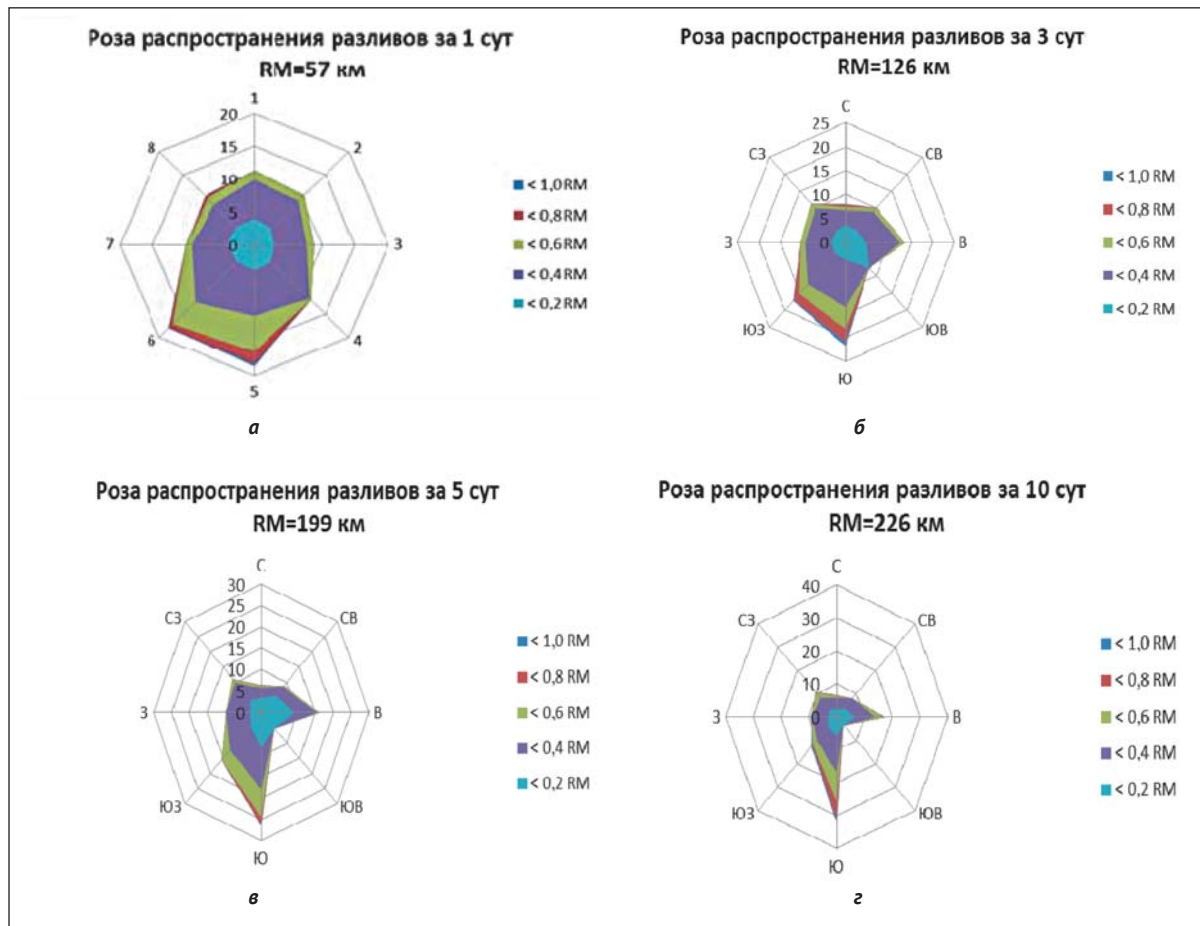 Роза распространения разливов за 1 сут
RM=57 км
1
20
15
10
5
0
8
2
7
3
6
4
5
< 1,0 RM
< 0,8 RM
< 0,6 RM
< 0,4 RM
< 0,2 RM
а
Роза распространения разливов за 3 сут
RM=126 км
С
25
20
15
10
5
0
СЗ
СВ
З
В
ЮЗ
ЮВ
Ю
< 1,0 RM
< 0,8 RM
< 0,6 RM
< 0,4 RM
< 0,2 RM
б
Роза распространения разливов за 5 сут
RM=199 км
С
30
25
20
15
10
5
0
СЗ
СВ
З
В
ЮЗ
ЮВ
Ю
< 1,0 RM
< 0,8 RM
< 0,6 RM
< 0,4 RM
< 0,2 RM
в
Роза распространения разливов за 10 сут
RM=226 км
С
40
30
20
10
0
СЗ
СВ
З
В
ЮЗ
ЮВ
Ю
< 1,0 RM
< 0,8 RM
< 0,6 RM
< 0,4 RM
< 0,2 RM
г